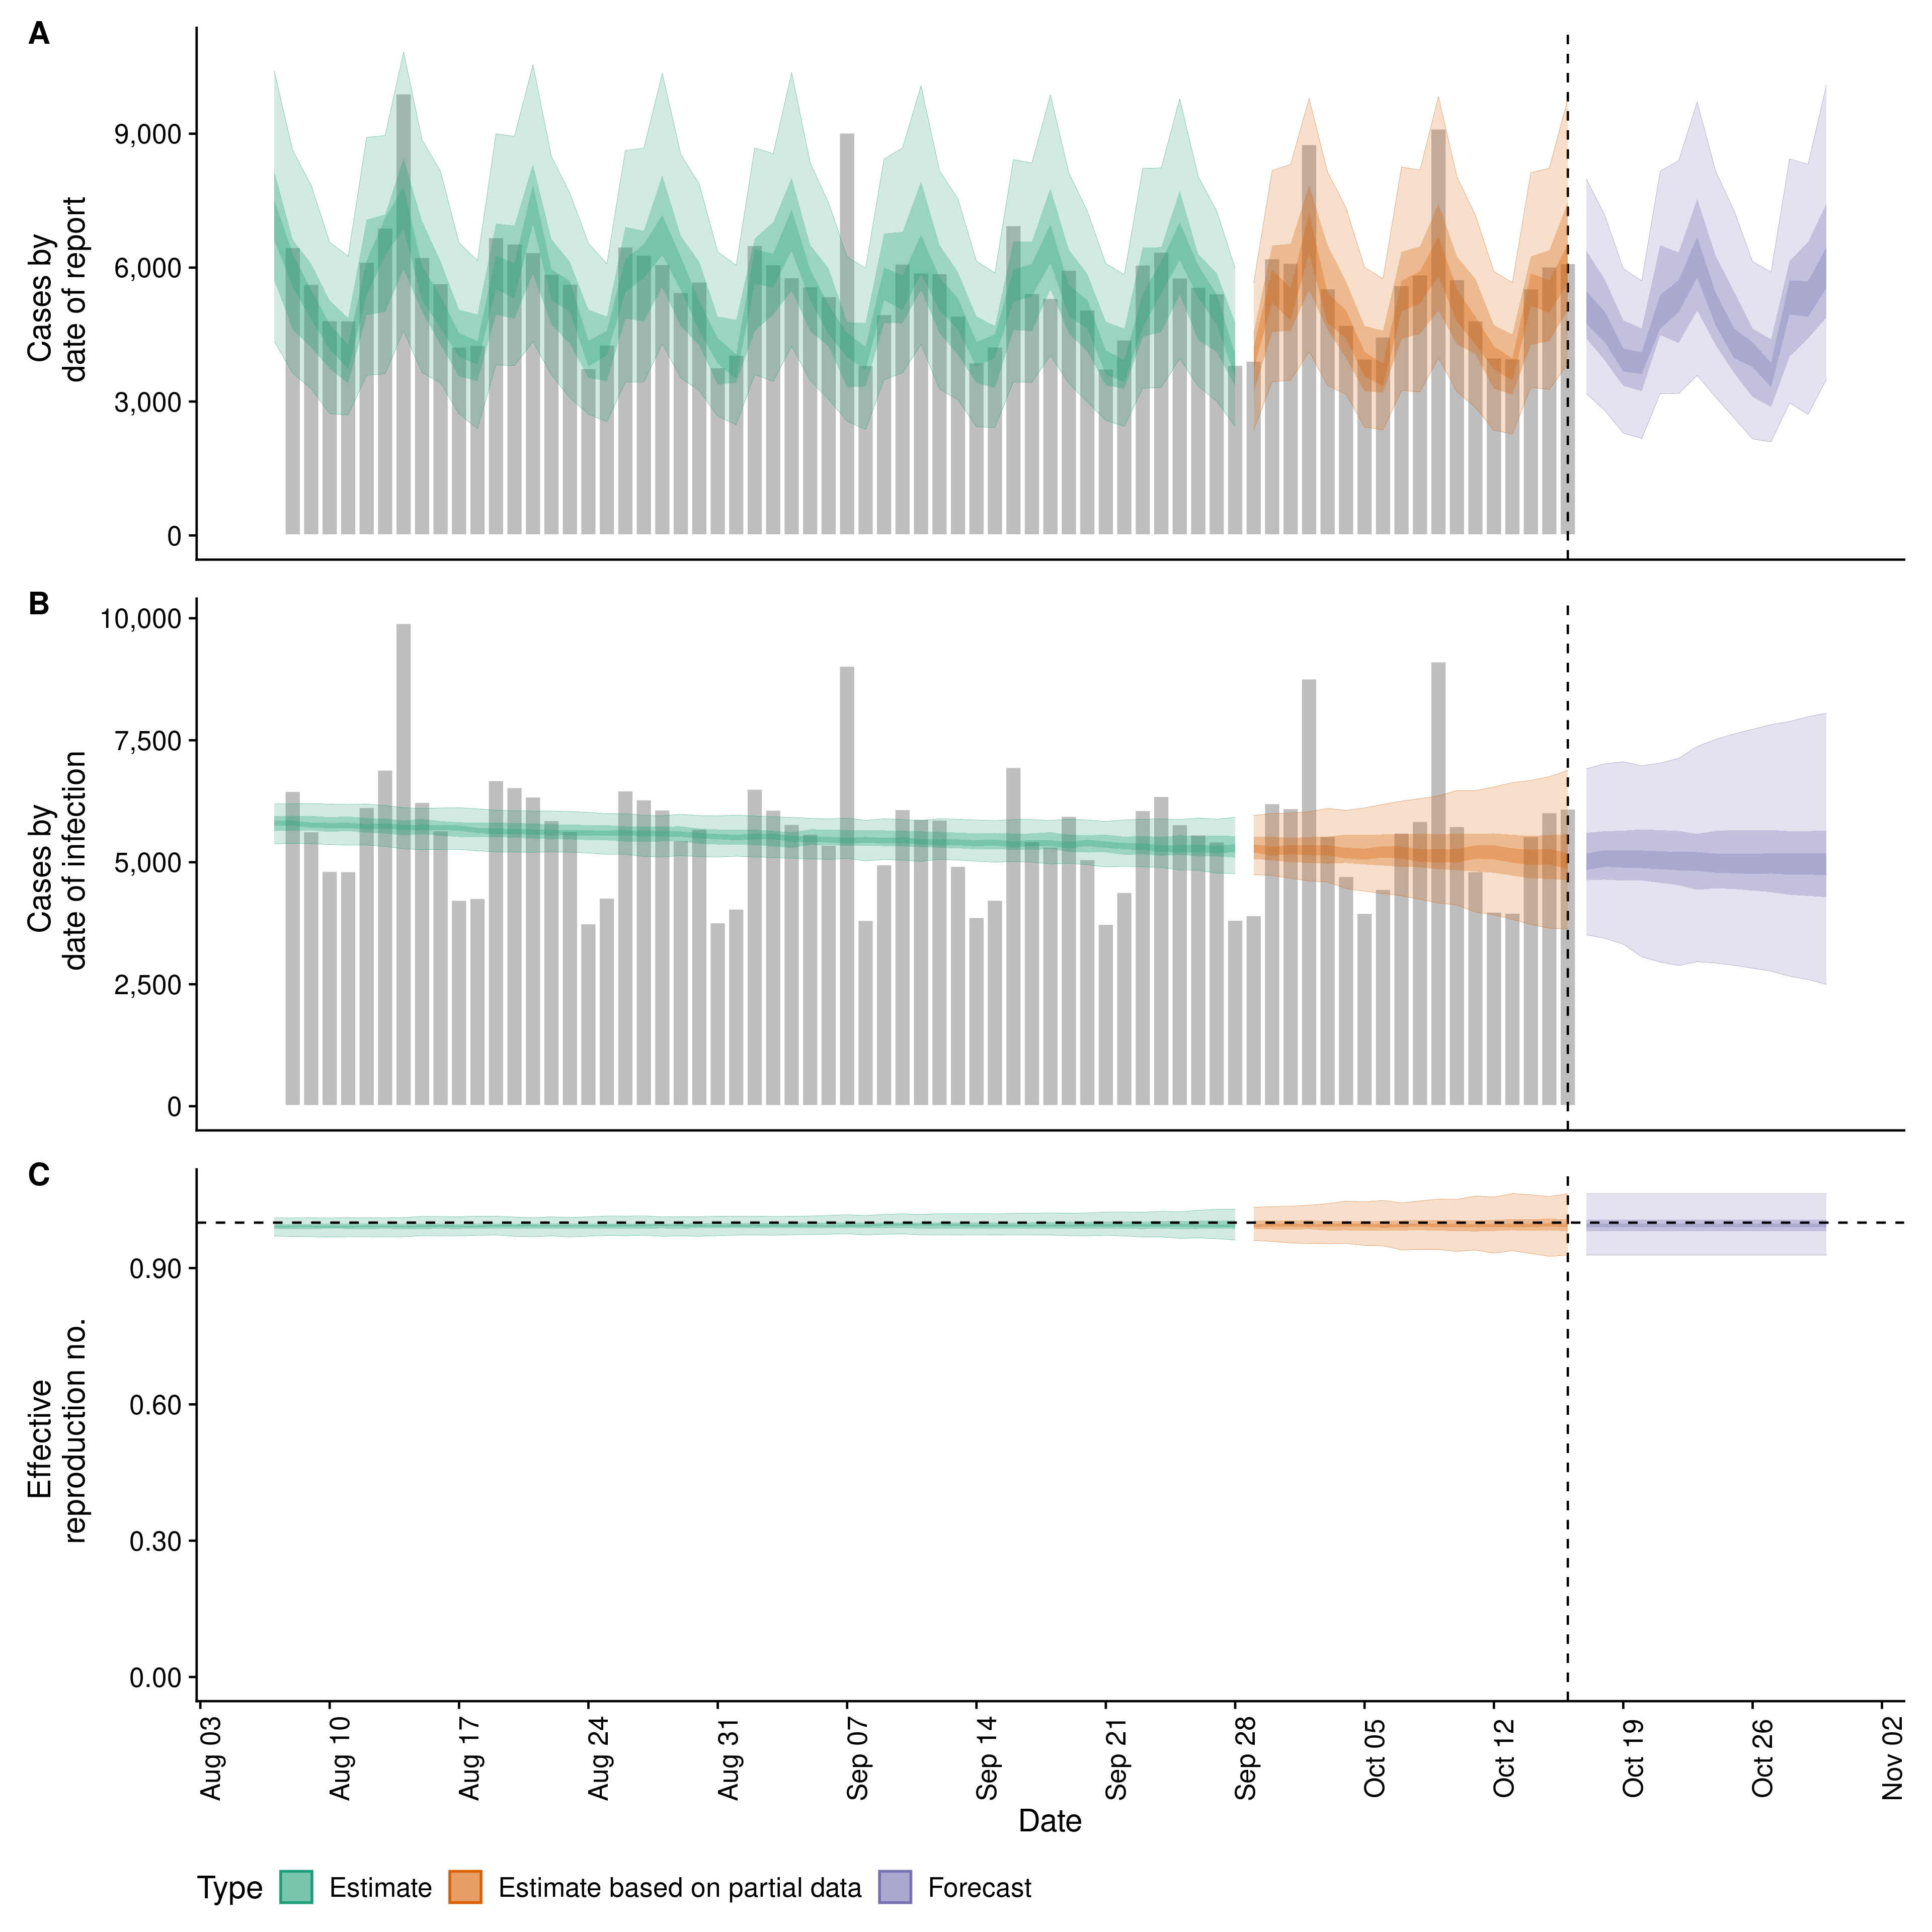 A
Cases by
date of report
9,000
6,000
3,000
0
B
Cases by
date of infection
10,000
7,500
5,000
2,500
0
C
Effective
reproduction no.
0.90
0.60
0.30
0.00
Aug 03
Aug 10
Aug 17
Aug 24
Aug 31
Sep 07
Sep 14
Sep 21
Sep 28
Oct 05
Oct 12
Oct 19
Oct 26
Nov 02
Date
Type Estimate Estimate based on partial data Forecast